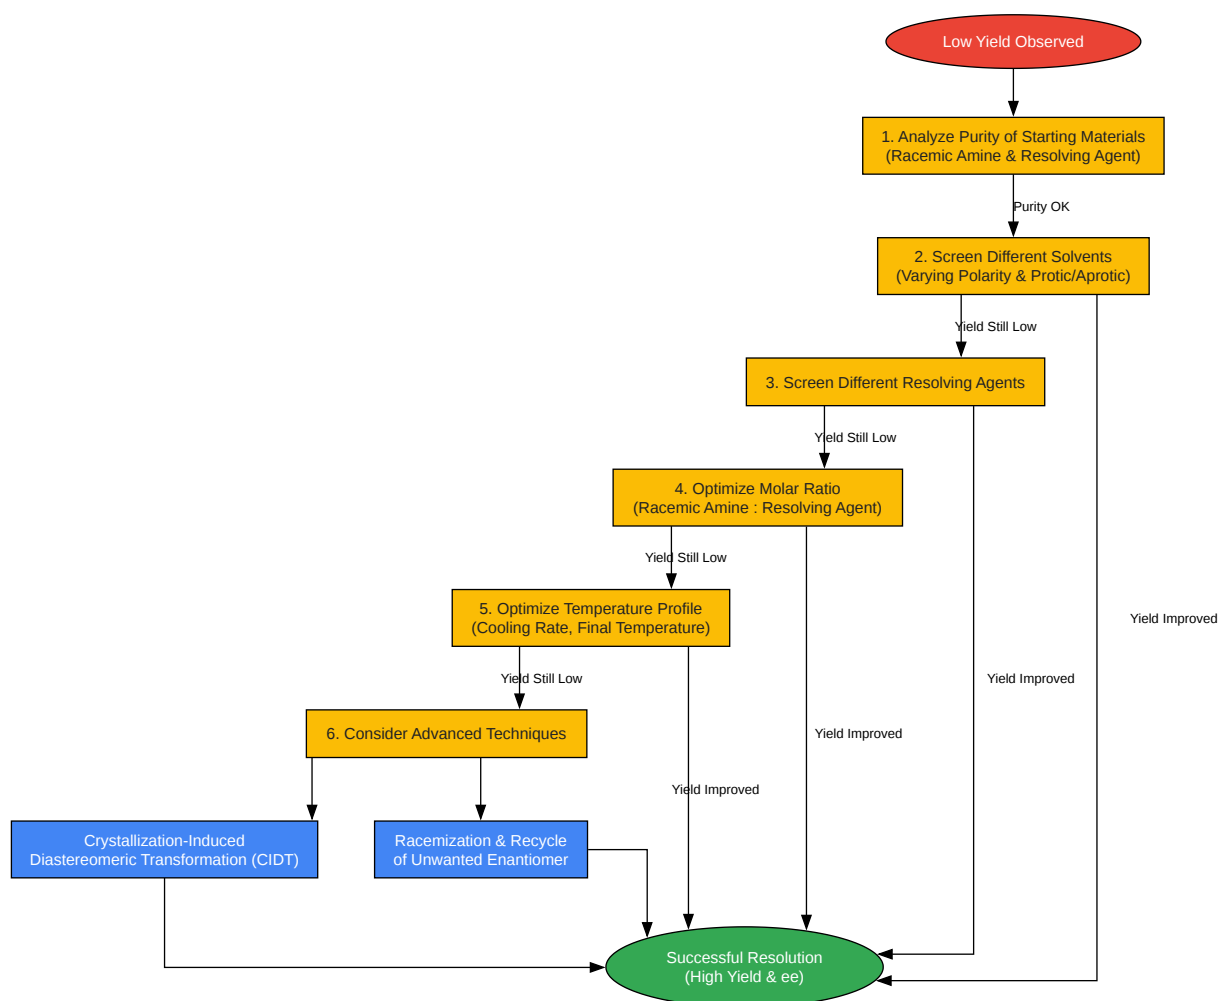 Low Yield Observed
1. Analyze Purity of Starting Materials
(Racemic Amine & Resolving Agent)
Purity OK
2. Screen Different Solvents
(Varying Polarity & Protic/Aprotic)
Yield Still Low
3. Screen Different Resolving Agents
Yield Still Low
4. Optimize Molar Ratio
(Racemic Amine : Resolving Agent)
Yield Still Low
5. Optimize Temperature Profile
(Cooling Rate, Final Temperature)
Yield Improved
Yield Still Low
Yield Improved
6. Consider Advanced Techniques
Yield Improved
Yield Improved
Crystallization-Induced
Diastereomeric Transformation (CIDT)
Racemization & Recycle
of Unwanted Enantiomer
Successful Resolution
(High Yield & ee)